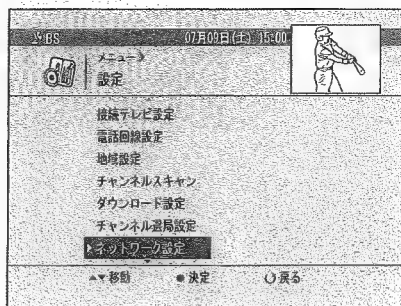 BS 07月09日(土) 15:00
メニュー》
設定
接続テレビ設定
電話回線設定
地域設定
チャンネルスキャン
ダウンロード設定
チャンネル選局設定
▶ネットワーク設定
▲▼移動 ●決定 戻る